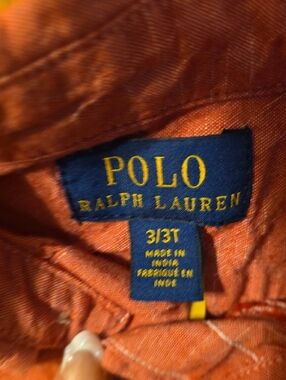 POLO
RALPH LAUREN
3/3T
MADE IN
INDIA
FABRIQUÉ EN
INDE